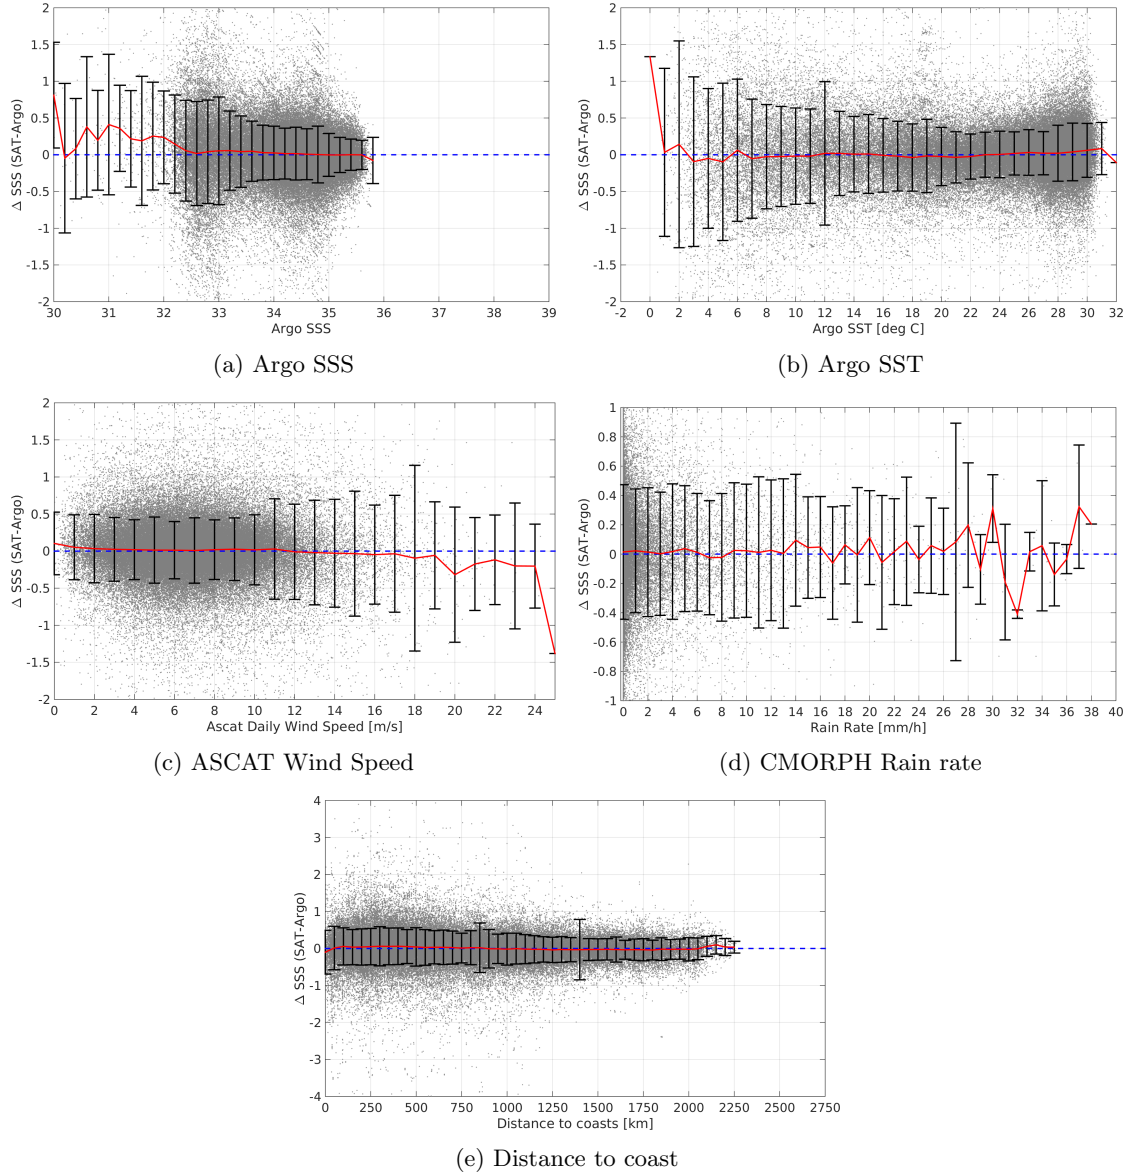 2
1.5
1
0.5
0
-0.5
-1
-1.5
-2
Δ SSS (SAT-Argo)
30 31 32 33 34 35 36 37 38 39
Argo SSS
(a) Argo SSS
2
1.5
1
0.5
0
-0.5
-1
-1.5
-2
Δ SSS (SAT-Argo)
-2 0 2 4 6 8 10 12 14 16 18 20 22 24 26 28 30 32
Argo SST [deg C]
(b) Argo SST
2
1.5
1
0.5
0
-0.5
-1
-1.5
-2
Δ SSS (SAT-Argo)
0 2 4 6 8 10 12 14 16 18 20 22 24
Ascat Daily Wind Speed [m/s]
(c) ASCAT Wind Speed
1
0.8
0.6
0.4
0.2
0
-0.2
-0.4
-0.6
-0.8
-1
Δ SSS (SAT-Argo)
0 2 4 6 8 10 12 14 16 18 20 22 24 26 28 30 32 34 36 38 40
Rain Rate [mm/h]
(d) CMORPH Rain rate
4
3
2
1
0
-1
-2
-3
-4
Δ SSS (SAT-Argo)
0 250 500 750 1000 1250 1500 1750 2000 2250 2500 2750
Distance to coasts [km]
(e) Distance to coast